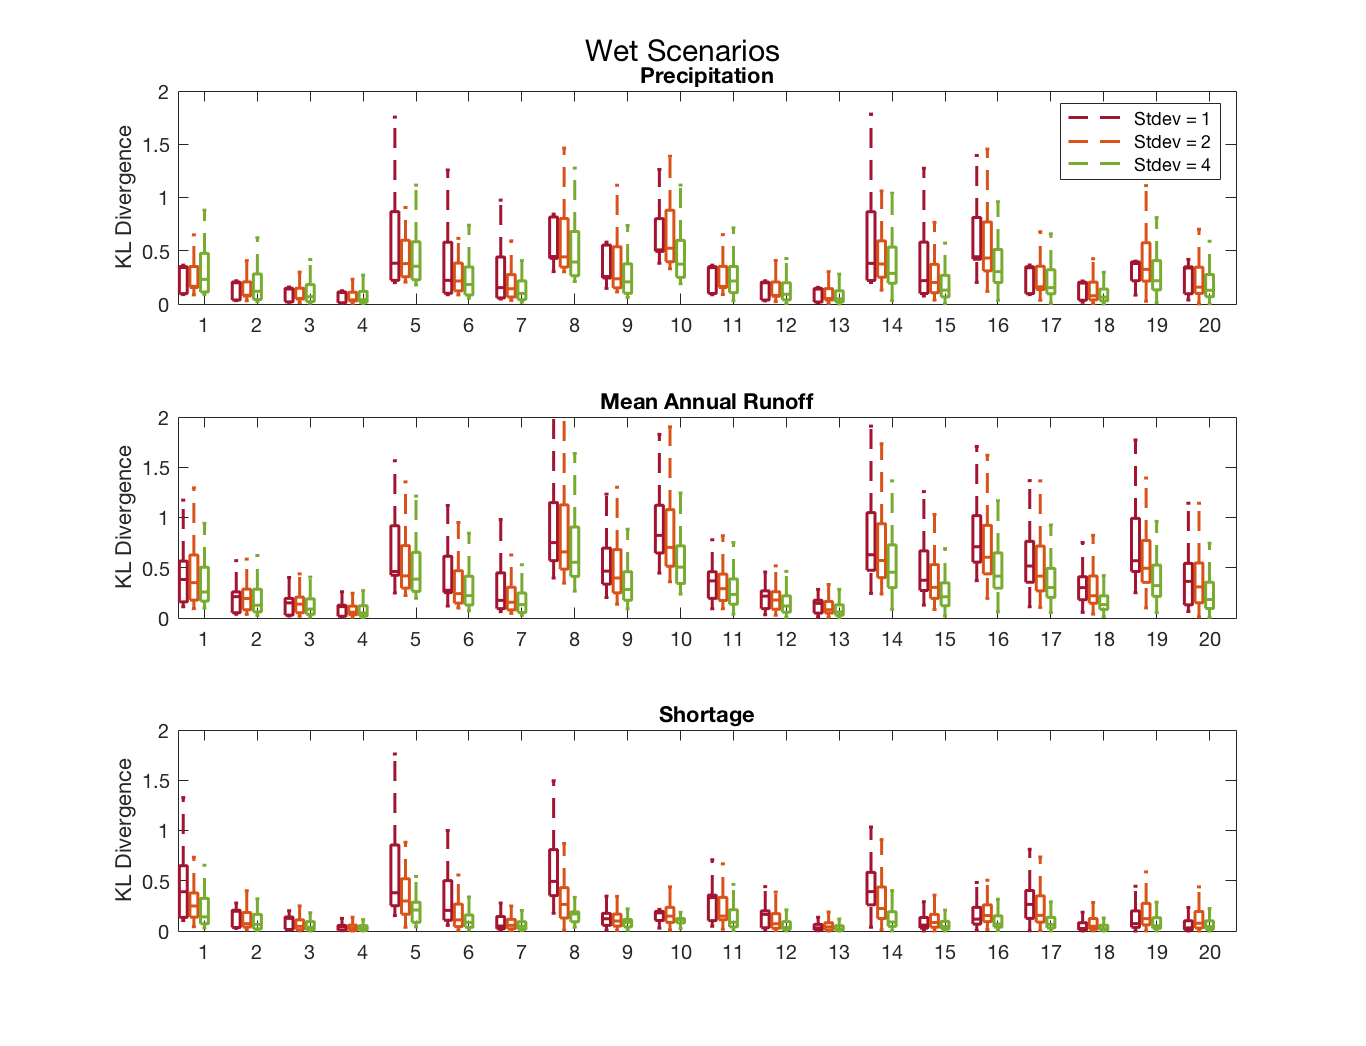 Wet Scenarios
Precipitation
KL Divergence
2
1.5
1
0.5
0
Stdev = 1
Stdev = 2
Stdev = 4
1 2 3 4 5 6 7 8 9 10 11 12 13 14 15 16 17 18 19 20
Mean Annual Runoff
KL Divergence
2
1.5
1
0.5
0
1 2 3 4 5 6 7 8 9 10 11 12 13 14 15 16 17 18 19 20
Shortage
KL Divergence
2
1.5
1
0.5
0
1 2 3 4 5 6 7 8 9 10 11 12 13 14 15 16 17 18 19 20